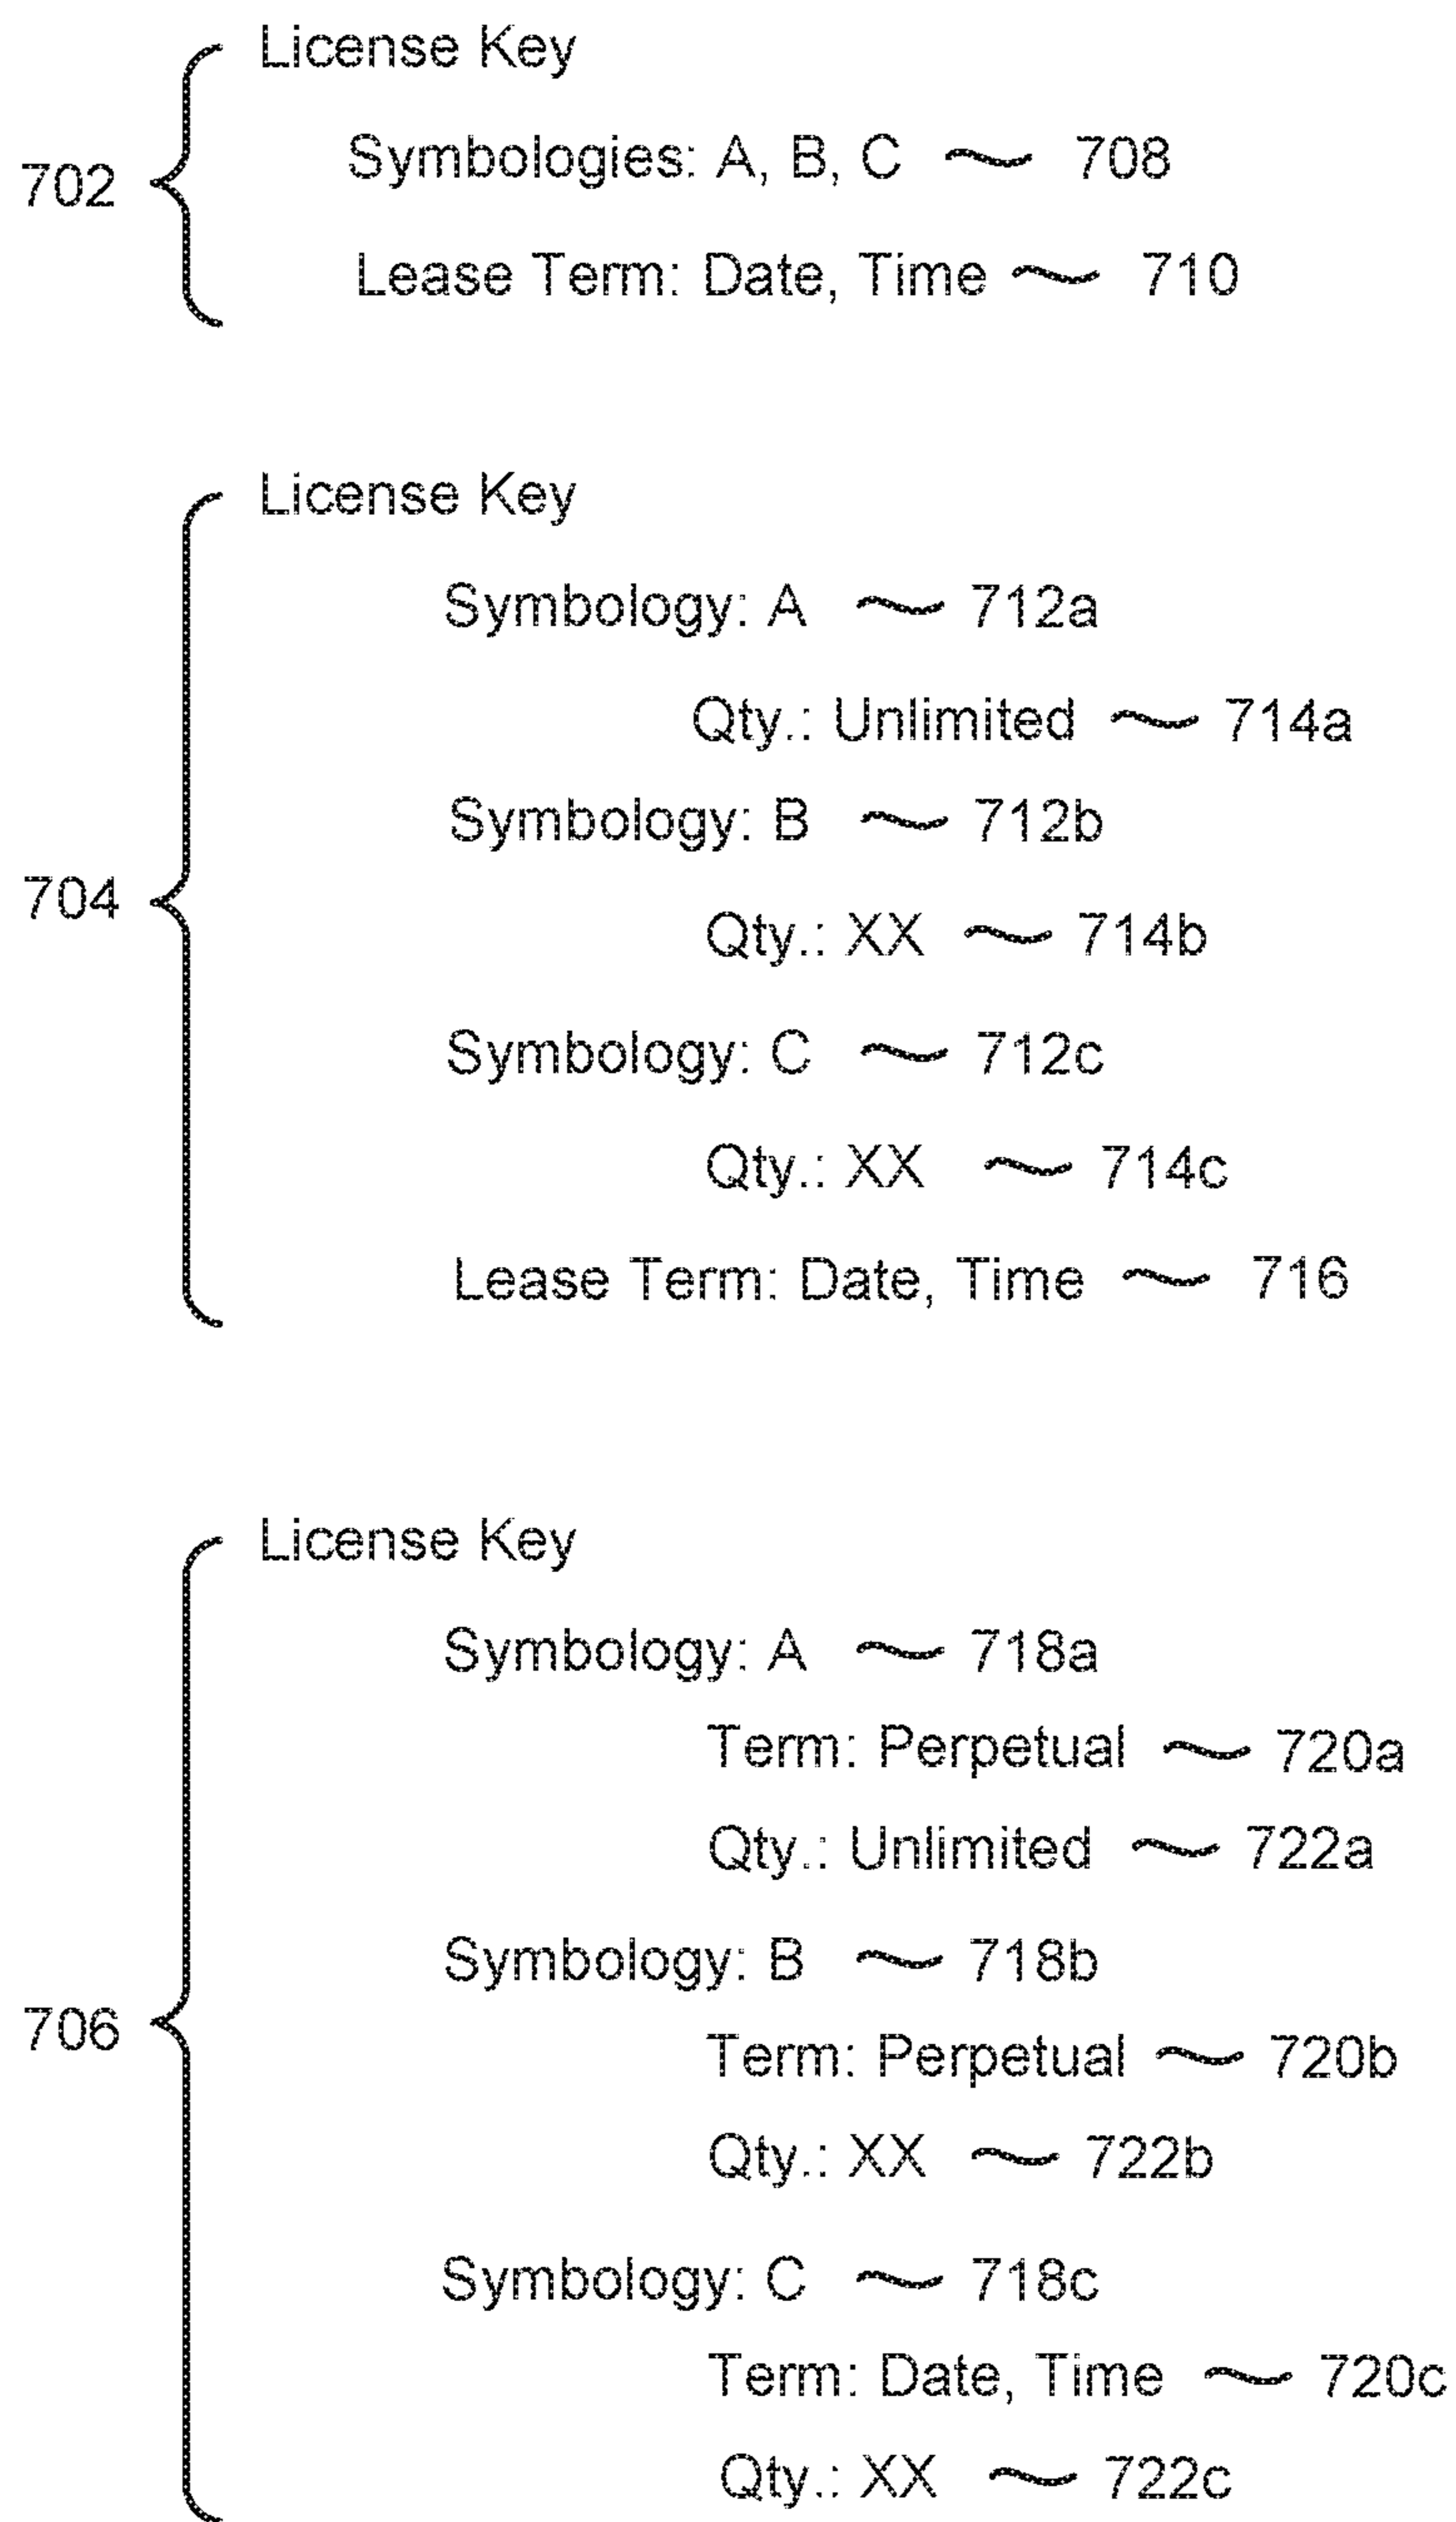 License Key
Symbologies: A, B, C 708
702
Lease Term: Date, Time 710
License Key
Symbology: A 712a
Qty.: Unlimited 714a
Symbology: B 712b
704
Qty.: XX 714b
Symbology: C 712c
Qty.: XX 714c
Lease Term: Date, Time 716
License Key
Symbology: A 718a
Term: Perpetual 720a
Qty.: Unlimited 722a
Symbology: B 718b
706
Term: Perpetual 720b
Qty.: XX 722b
Symbology: C 718c
Term: Date, Time 720c
Qty.: XX 722c